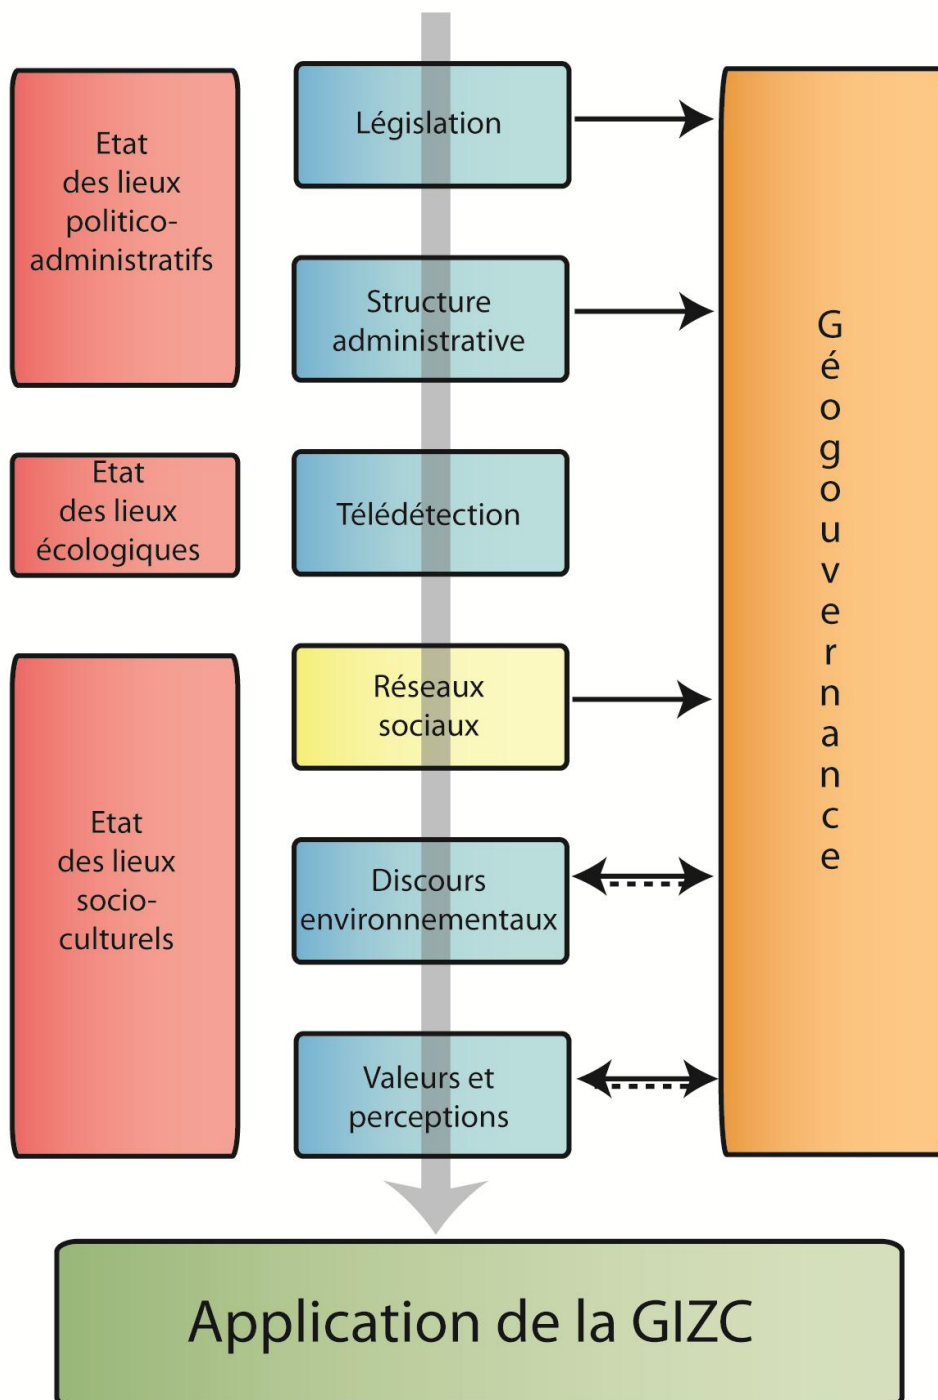 Etat
des lieux
politico-
administratifs
Législation
Structure
administrative
Etat
des lieux
écologiques
Télédétection
Etat
des lieux
socio-
culturels
Réseaux
sociaux
Discours
environnementaux
Valeurs et
perceptions
Géogouvernance
Application de la GIZC